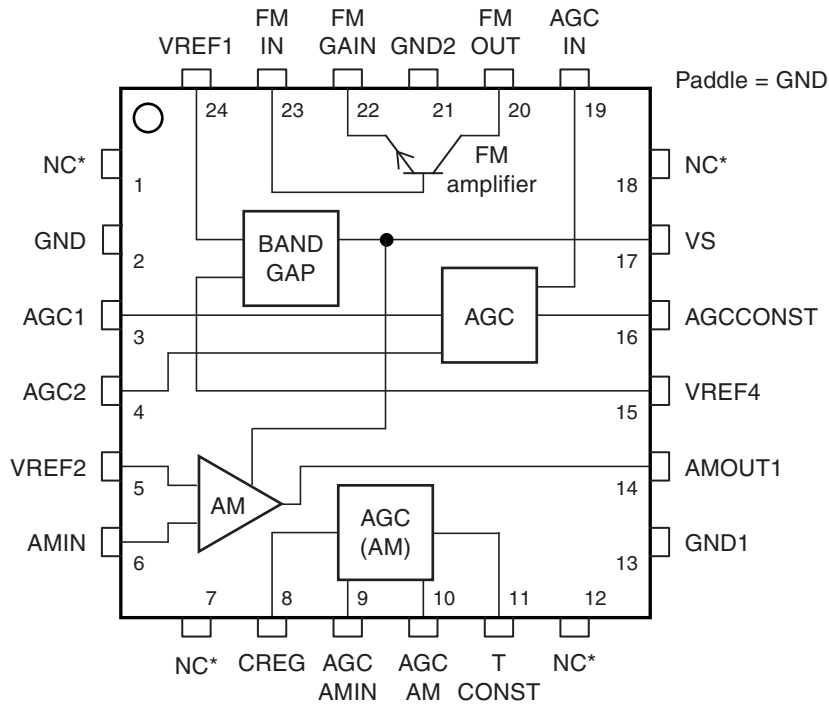 FM FM FM AGC
VREF1 IN GAIN GND2 OUT IN
Paddle = GND
24 23 22 21 20 19
FM
amplifier
NC* 1 18 NC*
GND 2 BAND
GAP 17 VS
AGC1 3 AGC 16 AGCCONST
AGC2 4 15 VREF4
VREF2 5 AM 14 AMOUT1
AMIN 6 AGC
(AM) 13 GND1
7 8 9 10 11 12
NC* CREG AGC AGC T NC*
AMIN AM CONST